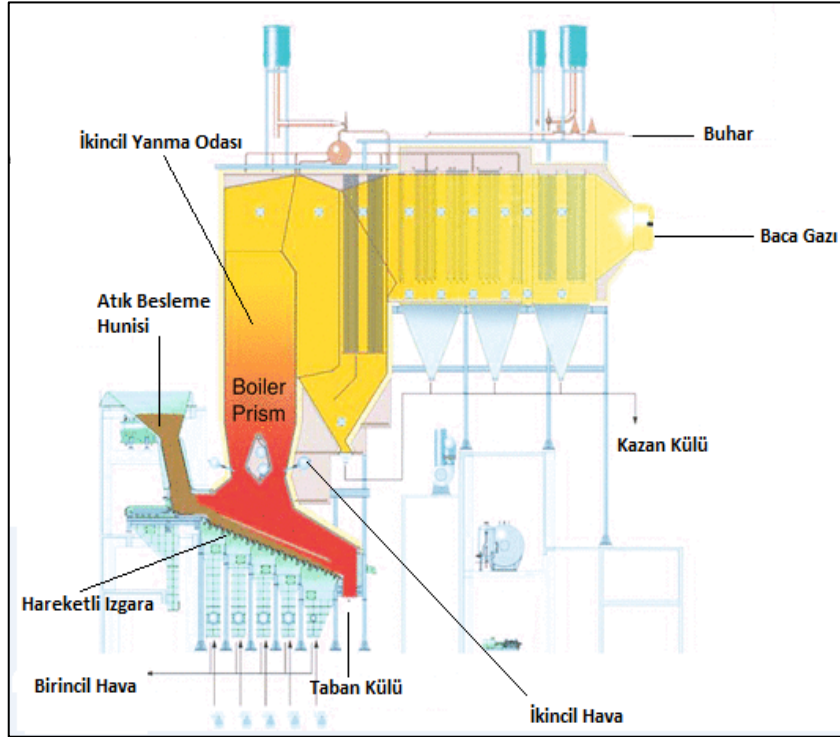 Buhar
İkincil Yanma Odası
Baca Gazı
Atık Besleme
Hunisi
Boiler
Prism
Kazan Külü
Hareketli Izgara
Birincil Hava
Taban Külü
İkincil Hava